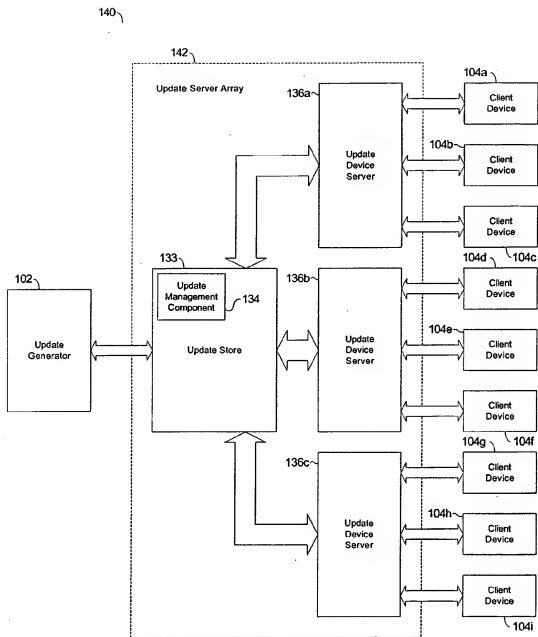 140
142
Update Server Array
136a
Update
Device
Server
104a
Client
Device
104b
Client
Device
Client
Device
104c
133
Update
Management
Component
134
Update Store
102
Update
Generator
136b
Update
Device
Server
104d
Client
Device
104e
Client
Device
Client
Device
104f
136c
Update
Device
Server
104g
Client
Device
104h
Client
Device
Client
Device
104i